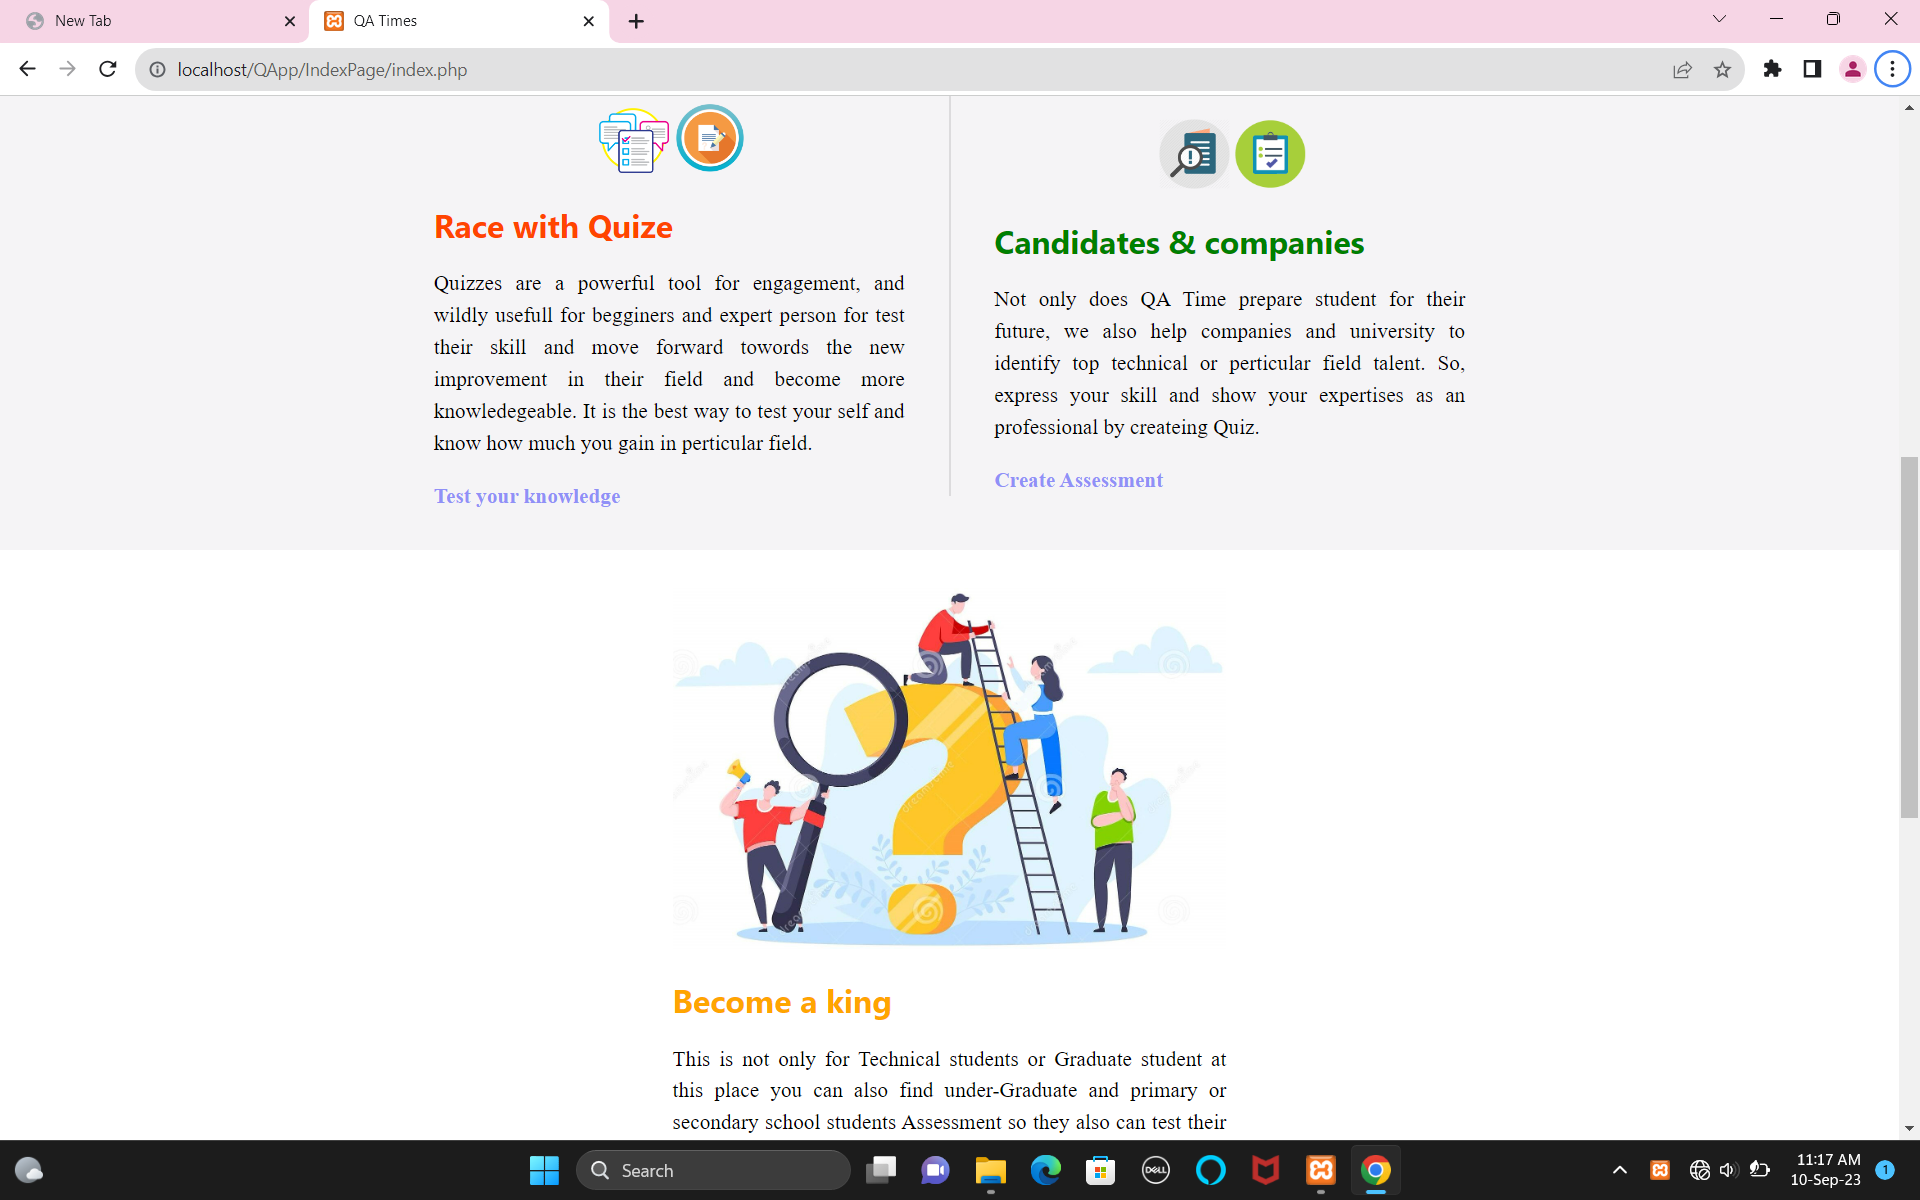 New Tab
QA Times
localhost/QApp/IndexPage/index.php
Race with Quize
Quizzes are a powerful tool for engagement, and
wildly usefull for begginers and expert person for test
their skill and move forward towords the new
improvement in their field and become more
knowledegeable. It is the best way to test your self and
know how much you gain in perticular field.
Test your knowledge
Candidates & companies
Not only does QA Time prepare student for their
future, we also help companies and university to
identify top technical or perticular field talent. So,
express your skill and show your expertises as an
professional by createing Quiz.
Create Assessment
Become a king
This is not only for Technical students or Graduate student at
this place you can also find under-Graduate and primary or
secondary school students Assessment so they also can test their
Search
DELL
11:17 AM
10-Sep-23
1